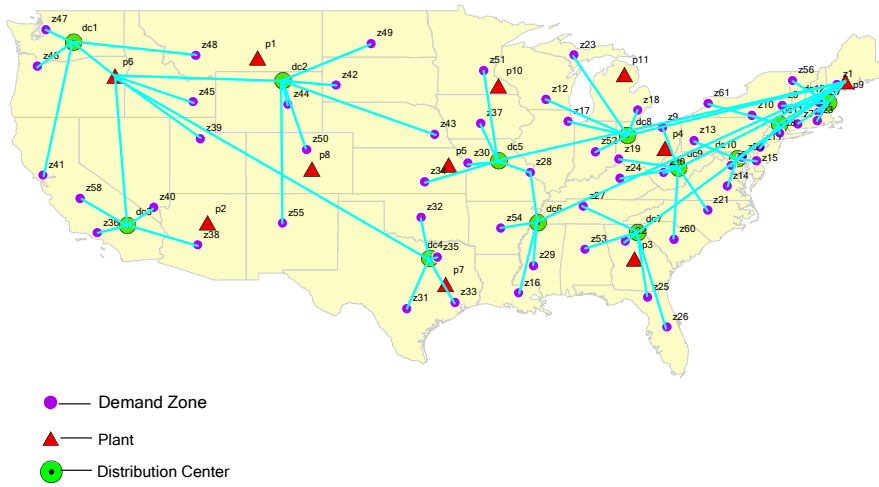 z47
dc1
z46
p6
z48
z45
z39
p1
dc2
z49
z42
z44
z50
p8
z43
z41
z58
z36
dc3
z40
p2
z38
z55
z51
p10
z37
z12
z17
z23
p11
z18
dc8
z52
z19
z24
z9
p4
z13
dc9
z61
z10
z56
z1
p9
z15
z14
dc10
z21
z60
p5
z30
z34
dc5
z28
z32
dc4
z35
p7
z31
z33
z54
dc6
z29
z16
z27
z53
dc7
p3
z25
z26
Demand Zone
Plant
Distribution Center